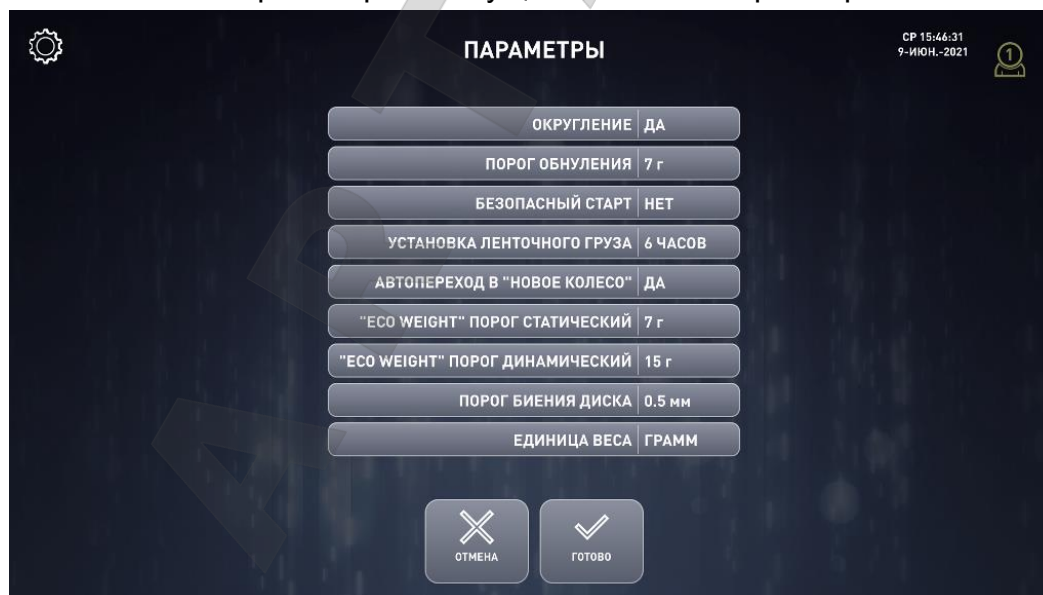 СР 15:46:31
ПАРАМЕТРЫ
9-ИЮН.-2021
1
ОКРУГЛЕНИЕ ДА
ПОРОГ ОБНУЛЕНИЯ 7 г
БЕЗОПАСНЫЙ СТАРТ НЕТ
УСТАНОВКА ЛЕНТОЧНОГО ГРУЗА 6 ЧАСОВ
АВТОПЕРЕХОД В "НОВОЕ КОЛЕСО" ДА
"ECO WEIGHT" ПОРОГ СТАТИЧЕСКИЙ 7 г
"ECO WEIGHT" ПОРОГ ДИНАМИЧЕСКИЙ 15 г
ПОРОГ БИЕНИЯ ДИСКА 0.5 мм
ЕДИНИЦА ВЕСА ГРАММ
ОТМЕНА ГОТОВО